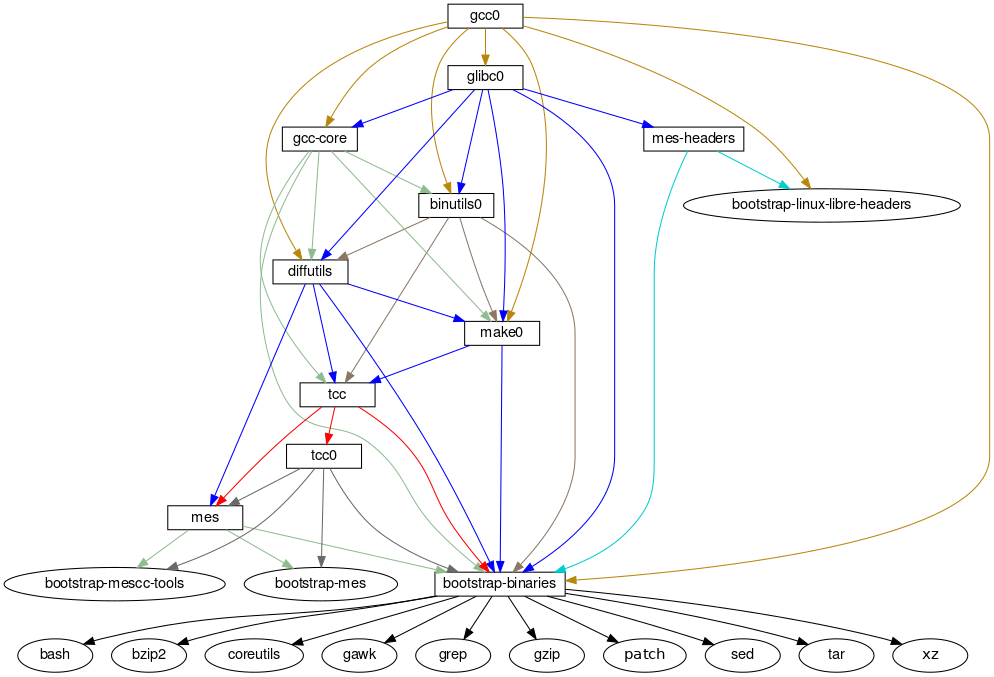 gcc0
glibc0
gcc-core
mes-headers
binutils0
bootstrap-linux-libre-headers
diffutils
make0
tcc
tcc0
mes
bootstrap-mescc-tools
bootstrap-mes
bootstrap-binaries
bash
bzip2
coreutils
gawk
grep
gzip
patch
sed
tar
xz